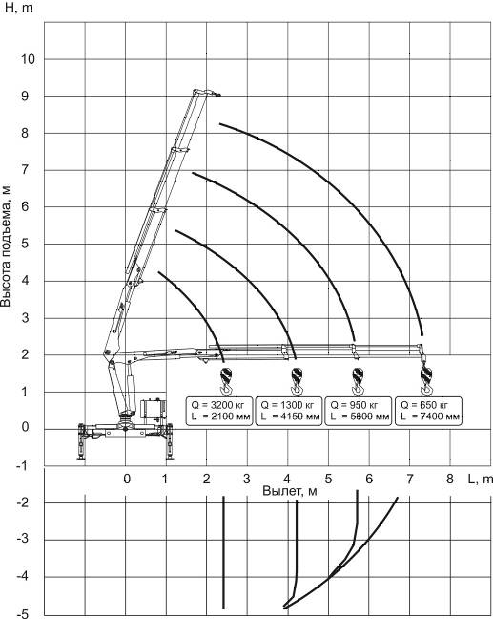 H, m
10
9
8
7
6
5
4
3
2
1
0
-1
-2
-3
-4
-5
Высота подъема, м
Q = 3200 кг
L = 2100 мм
Q = 1300 кг
L = 4150 мм
Q = 950 кг
L = 5800 мм
Q = 650 кг
L = 7400 мм
0 1 2 3 4 5 6 7 8 L, m
Вылет, м